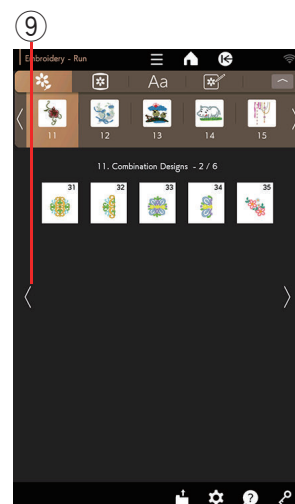 ⑨
Embroidery - Run
Aa
11 12 13 14 15
11. Combination Designs - 2 / 6
31 32 33 34 35
?